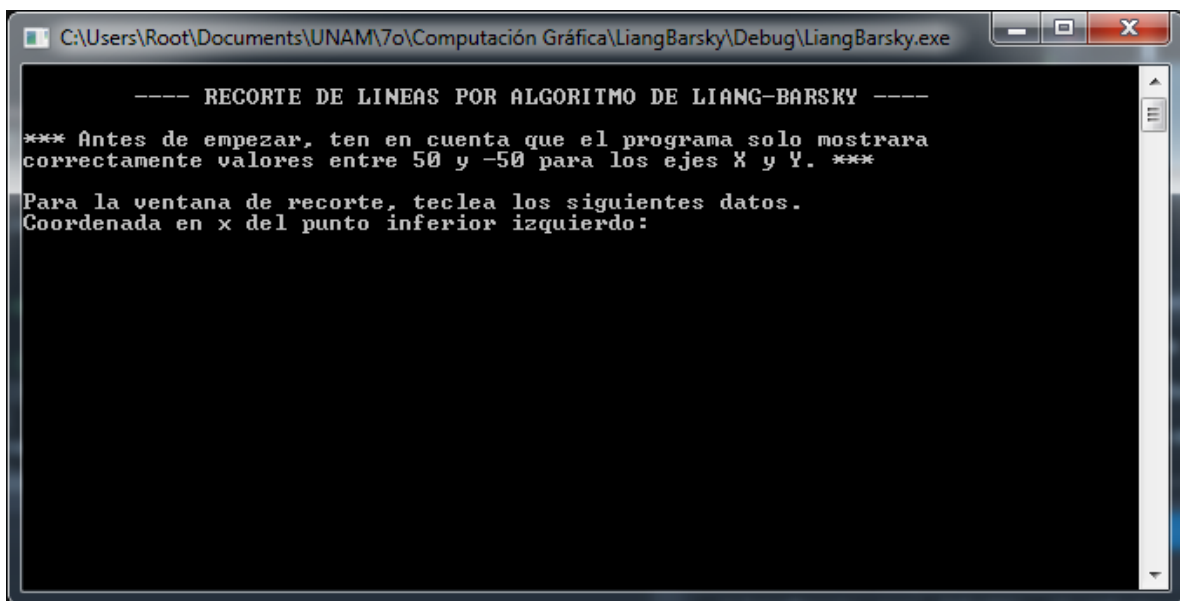 C:\Users\Root\Documents\UNAM\7o\Computación Gráfica\LiangBarsky\Debug\LiangBarsky.exe
---- RECORTE DE LINEAS POR ALGORITMO DE LIANG-BARSKY ----
*** Antes de empezar, ten en cuenta que el programa solo mostrara
correctamente valores entre 50 y -50 para los ejes X y Y. ***
Para la ventana de recorte, teclea los siguientes datos.
Coordenada en x del punto inferior izquierdo: